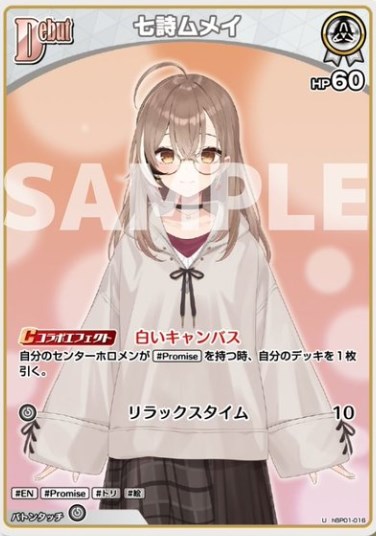 Debut
七詩ムメイ
HP60
SAMPLE
Cコラボエフェクト 白いキャンバス
自分のセンターホロメンが #Promise を持つ時、自分のデッキを1枚
引く。
リラックスタイム 10
#EN #Promise #トリ #絵
バトンタッチ
U hBP01-016